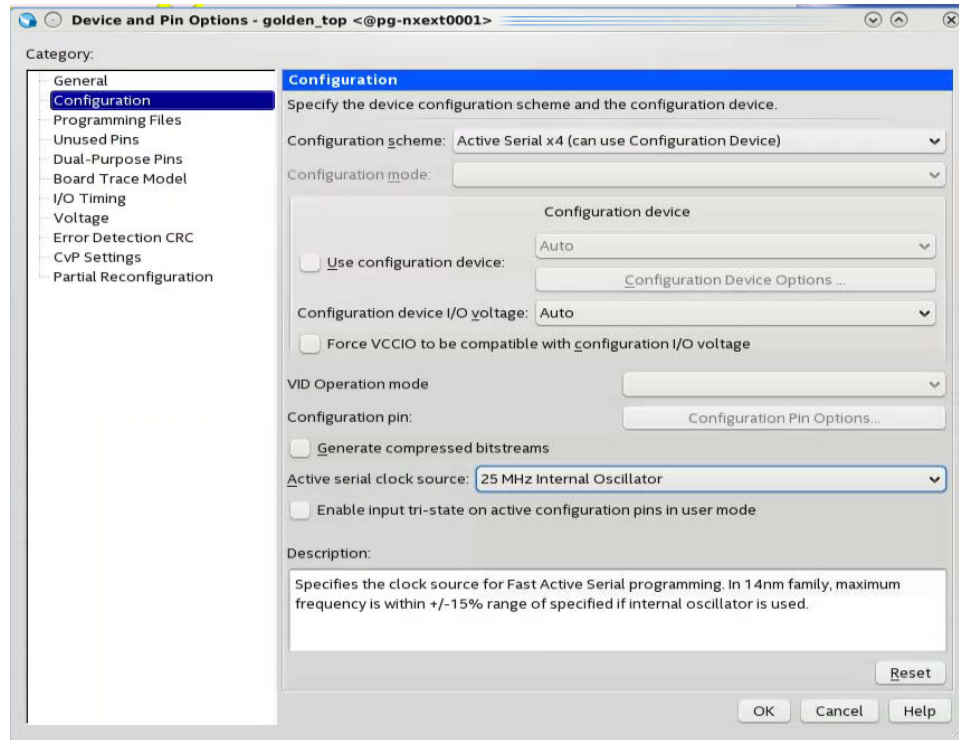 Device and Pin Options - golden_top <@pg-nxext0001>
Category:
General
Configuration
Programming Files
Unused Pins
Dual-Purpose Pins
Board Trace Model
I/O Timing
Voltage
Error Detection CRC
CvP Settings
Partial Reconfiguration
Configuration
Specify the device configuration scheme and the configuration device.
Configuration scheme: Active Serial x4 (can use Configuration Device)
Configuration mode:
Configuration device
Auto
Use configuration device:
Configuration Device Options ...
Configuration device I/O voltage: Auto
Force VCCIO to be compatible with configuration I/O voltage
VID Operation mode
Configuration pin: Configuration Pin Options...
Generate compressed bitstreams
Active serial clock source: 25 MHz Internal Oscillator
Enable input tri-state on active configuration pins in user mode
Description:
Specifies the clock source for Fast Active Serial programming. In 14nm family, maximum
frequency is within +/-15% range of specified if internal oscillator is used.
Reset
OK Cancel Help